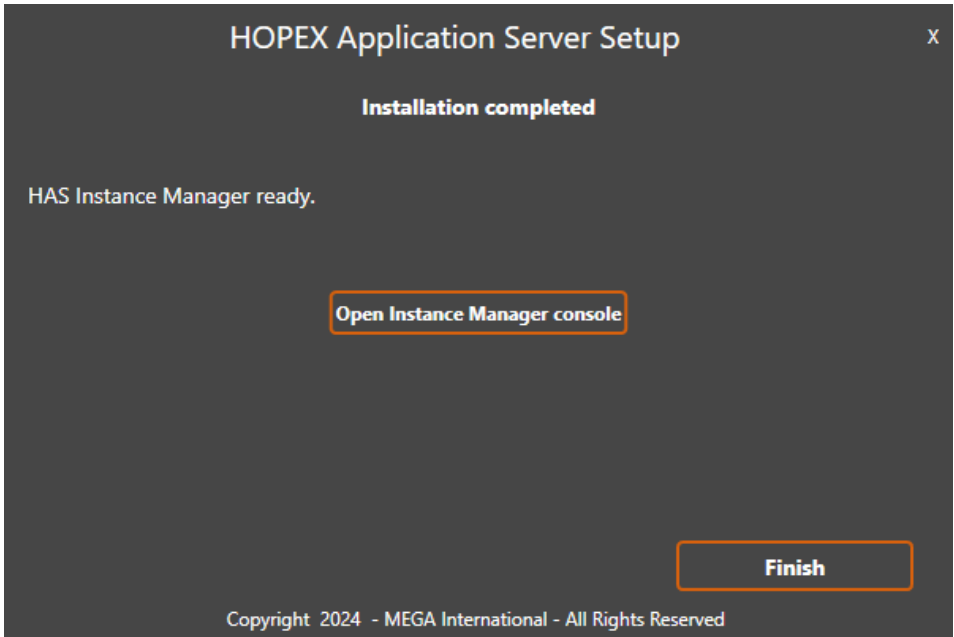 HOPEX Application Server Setup
X
Installation completed
HAS Instance Manager ready.
Open Instance Manager console
Finish
Copyright 2024 - MEGA International - All Rights Reserved